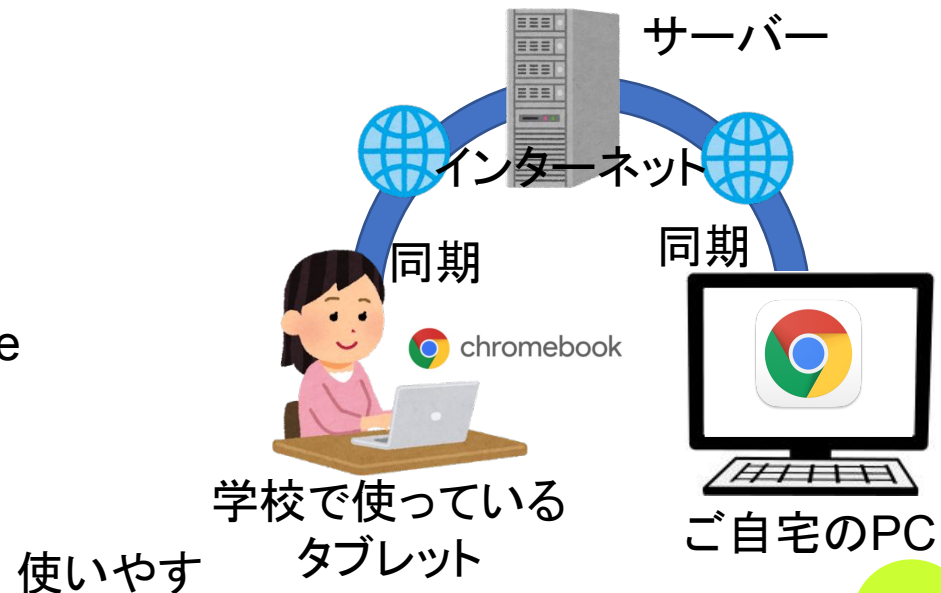 サーバー
インターネット
同期
同期
e
chromebook
学校で使っている
タブレット
ご自宅のPC
使いやす